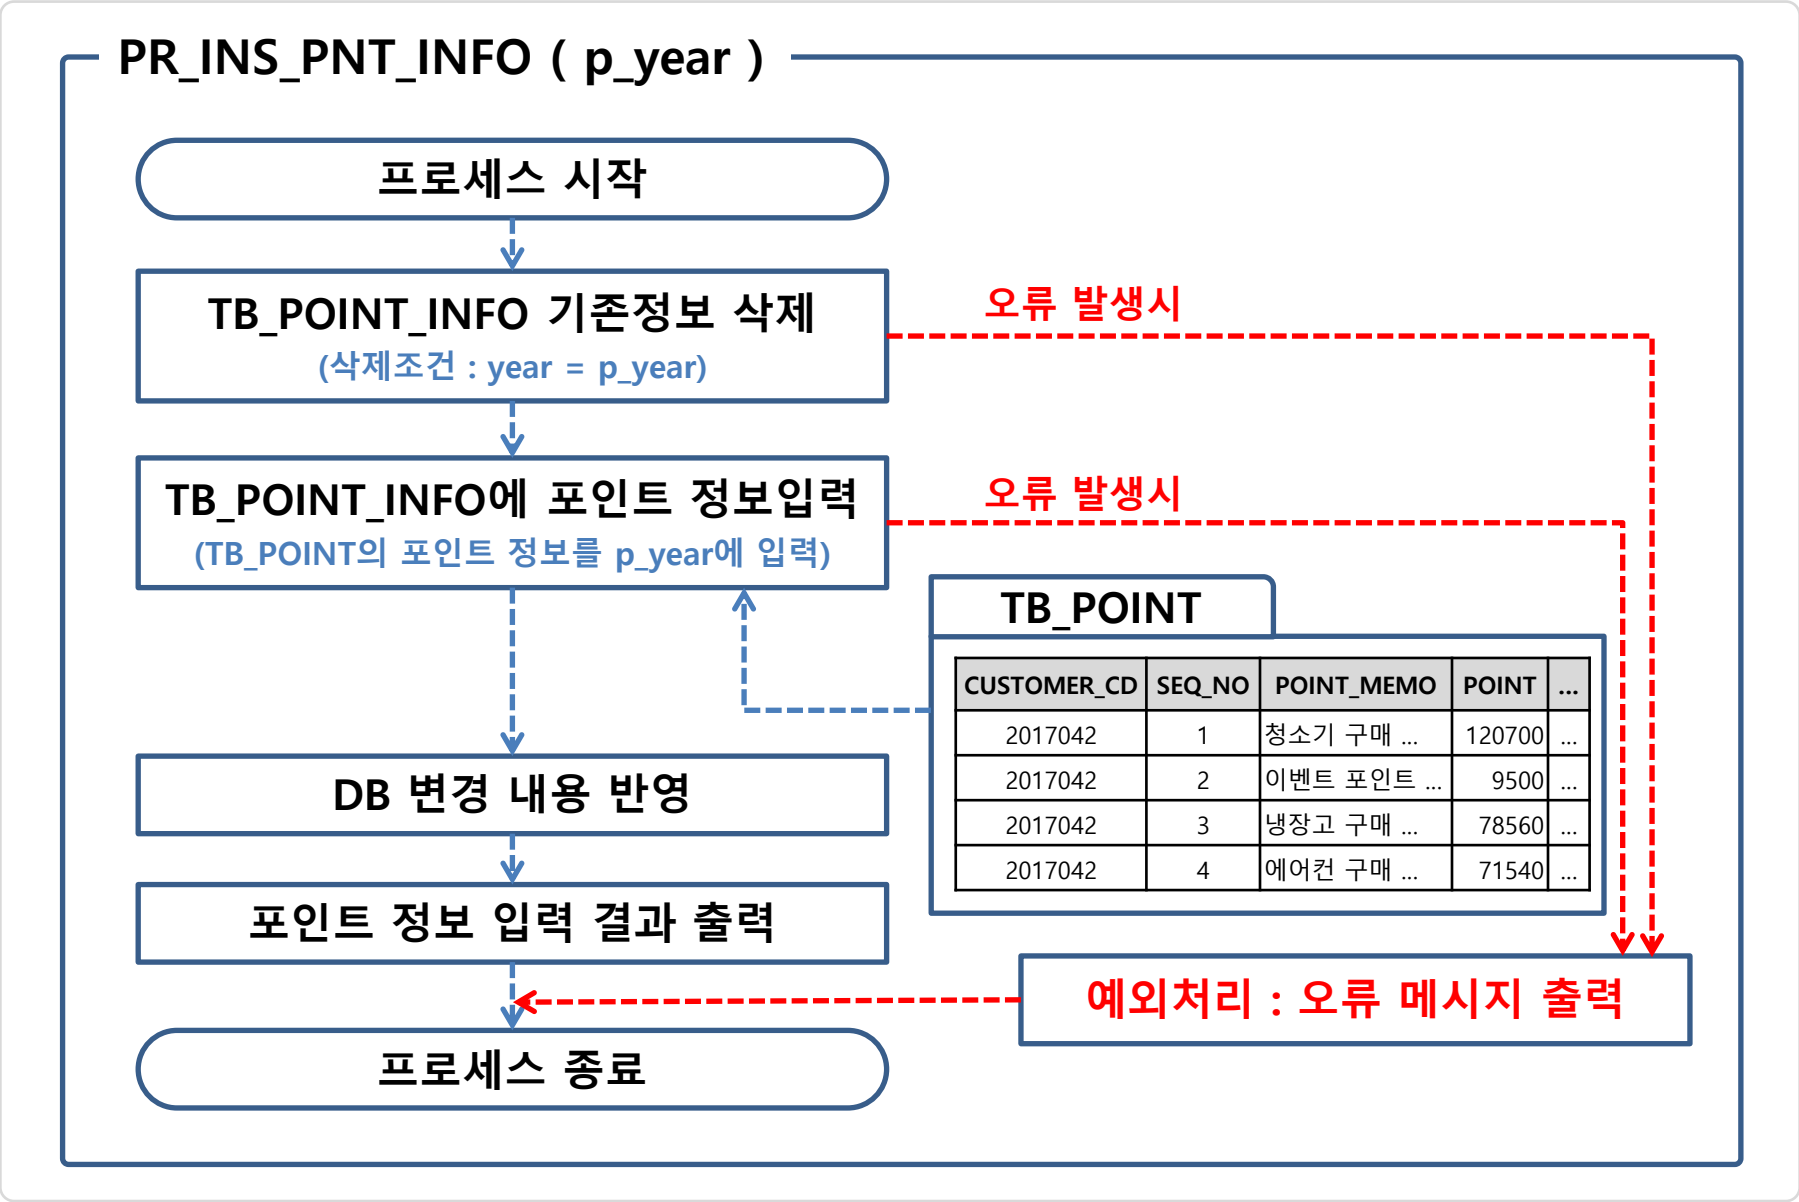 PR_INS_PNT_INFO ( p_year )
프로세스 시작
TB_POINT_INFO 기존정보 삭제
(삭제조건 : year = p_year)
오류 발생시
TB_POINT_INFO에 포인트 정보입력
(TB_POINT의 포인트 정보를 p_year에 입력)
오류 발생시
TB_POINT
CUSTOMER_CD SEQ_NO POINT_MEMO POINT ...
2017042 1 청소기 구매 ... 120700 ...
2017042 2 이벤트 포인트 ... 9500 ...
2017042 3 냉장고 구매 ... 78560 ...
2017042 4 에어컨 구매 ... 71540 ...
DB 변경 내용 반영
포인트 정보 입력 결과 출력
예외처리 : 오류 메시지 출력
프로세스 종료